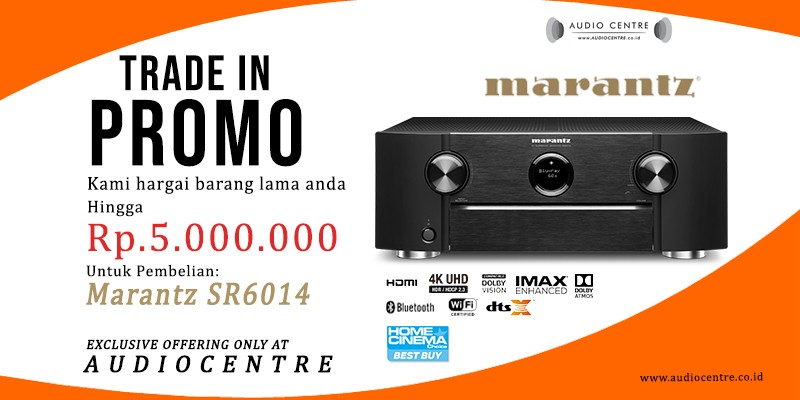 AUDIO CENTRE
www.AUDIOCENTRE.co.id
TRADE IN
PROMO
Kami hargai barang lama anda
Hingga
Rp.5.000.000
Untuk Pembelian:
Marantz SR6014
EXCLUSIVE OFFERING ONLY AT
AUDIOCENTRE
marantz
marantz
HDMI
4K UHD
HDR / HDCP 2.3
DOLBY
VISION
IMAX
ENHANCED
DOLBY
ATMOS
Bluetooth
WiFi
CERTIFIED
dts X
HOME
CINEMA
Choice
BEST BUY
www.audiocentre.co.id